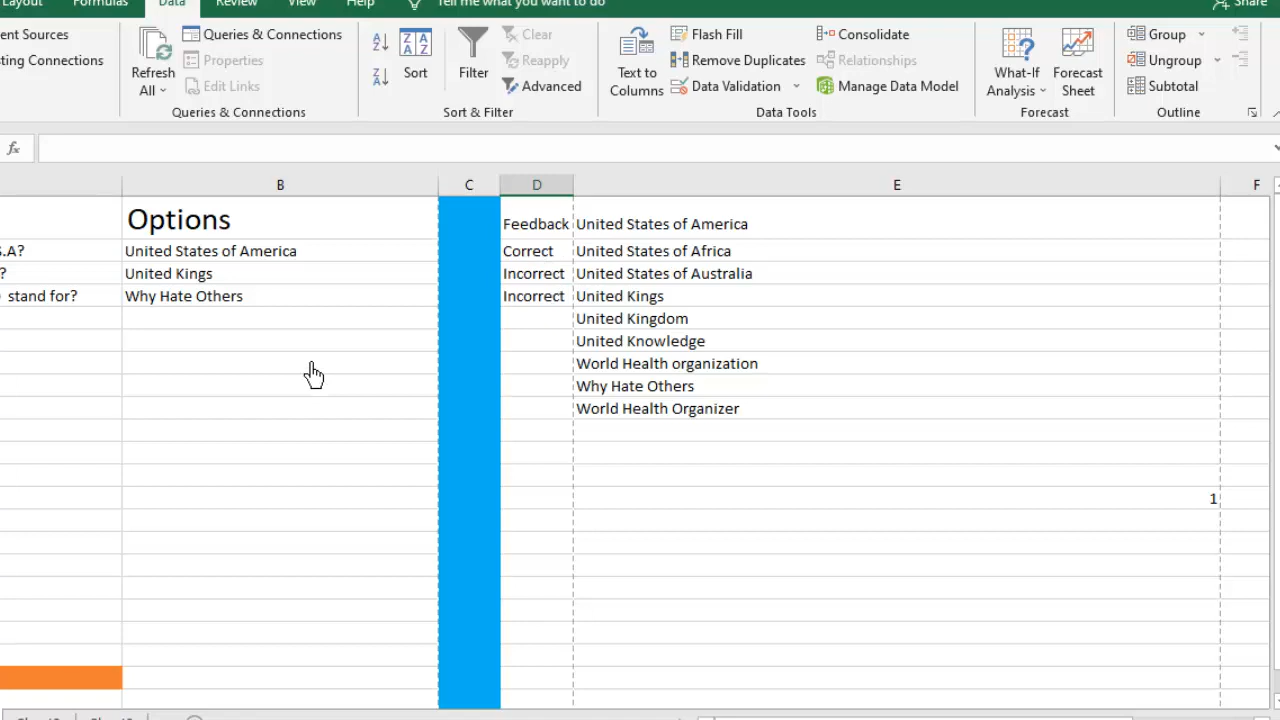 Layout Formulas Data Review View Help Tell me what you want to do Share
ent Sources
ting Connections
Refresh All
Queries & Connections
Properties
Edit Links
Queries & Connections
Sort
Filter
Clear
Reapply
Advanced
Sort & Filter
Text to Columns
Flash Fill
Remove Duplicates
Data Validation
Consolidate
Relationships
Manage Data Model
Data Tools
What-If Analysis
Forecast Sheet
Forecast
Group
Ungroup
Subtotal
Outline
fx
B C D E F
Options Feedback United States of America
S.A? United States of America Correct United States of Africa
? United Kings Incorrect United States of Australia
stand for? Why Hate Others Incorrect United Kings
United Kingdom
United Knowledge
World Health organization
Why Hate Others
World Health Organizer
1